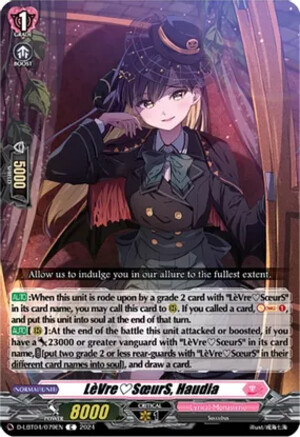 1
GRADE
BOOST
5000
SHIELD
Allow us to indulge you in our allure to the fullest extent.
AUTO :When this unit is rode upon by a grade 2 card with "LèVre♡SœurS"
in its card name, you may call this card to R. If you called a card,
and put this unit into soul at the end of that turn.
AUTO [R] :At the end of the battle this unit attacked or boosted, if you
have a 23000 or greater vanguard with "LèVre♡SœurS" in its card
name, [put 2 or less rear-guards with "LèVre♡SœurS" in their
different card names into soul], and draw a card.
NORMAL UNIT
LèVre♡SœurS, Haudia
D-LBT04/079EN C 2024
POWER
8000
CRITICAL
1
Lyrical Monasterio
Succubus